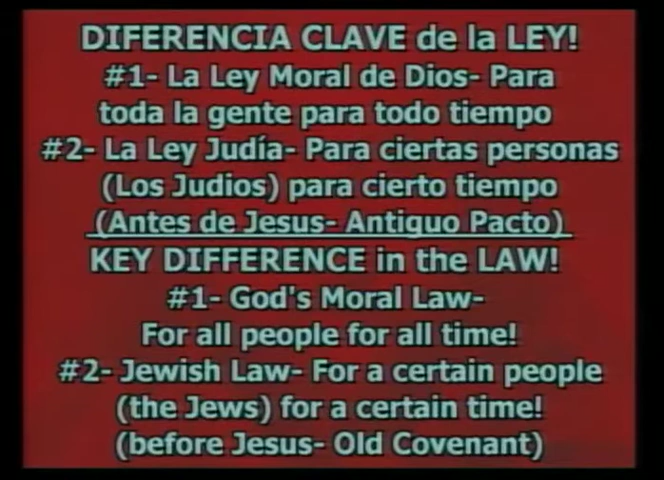 DIFERENCIA CLAVE de la LEY!
#1- La Ley Moral de Dios- Para
toda la gente para todo tiempo
#2- La Ley Judía- Para ciertas personas
(Los Judios) para cierto tiempo
(Antes de Jesus- Antiguo Pacto)
KEY DIFFERENCE in the LAW!
#1- God's Moral Law-
For all people for all time!
#2- Jewish Law- For a certain people
(the Jews) for a certain time!
(before Jesus- Old Covenant)